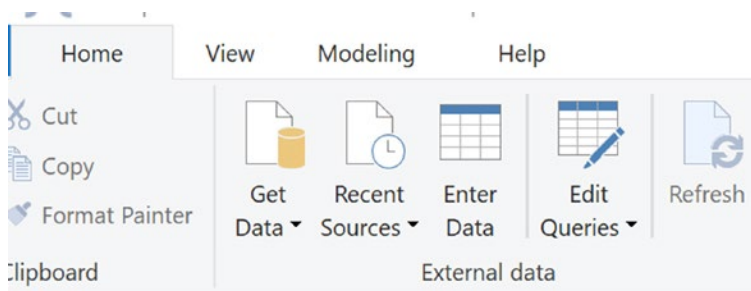 Home View Modeling Help
Cut
Copy
Format Painter
Clipboard
Get Data
Recent Sources
Enter Data
Edit Queries
Refresh
External data